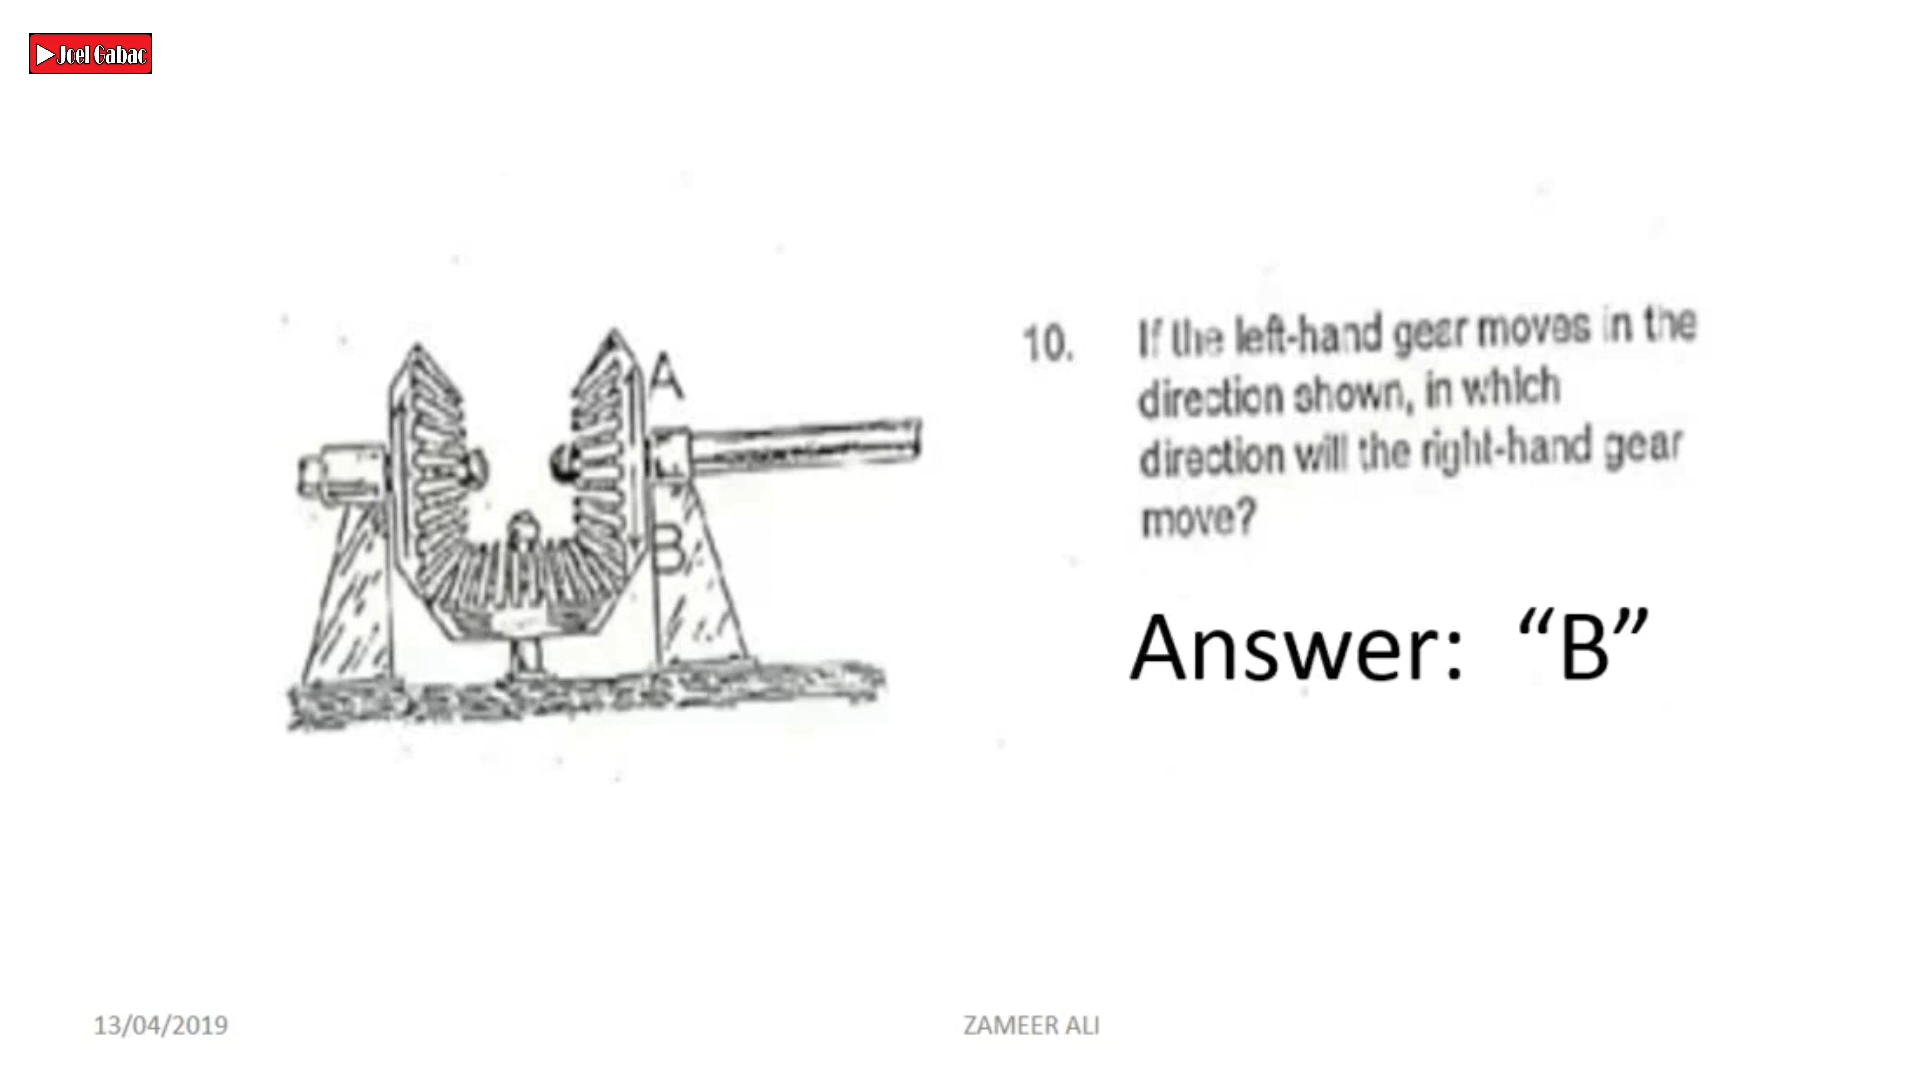 Joel Gabac
A
B
10. If the left-hand gear moves in the
direction shown, in which
direction will the right-hand gear
move?
Answer: “B”
13/04/2019
ZAMEER ALI